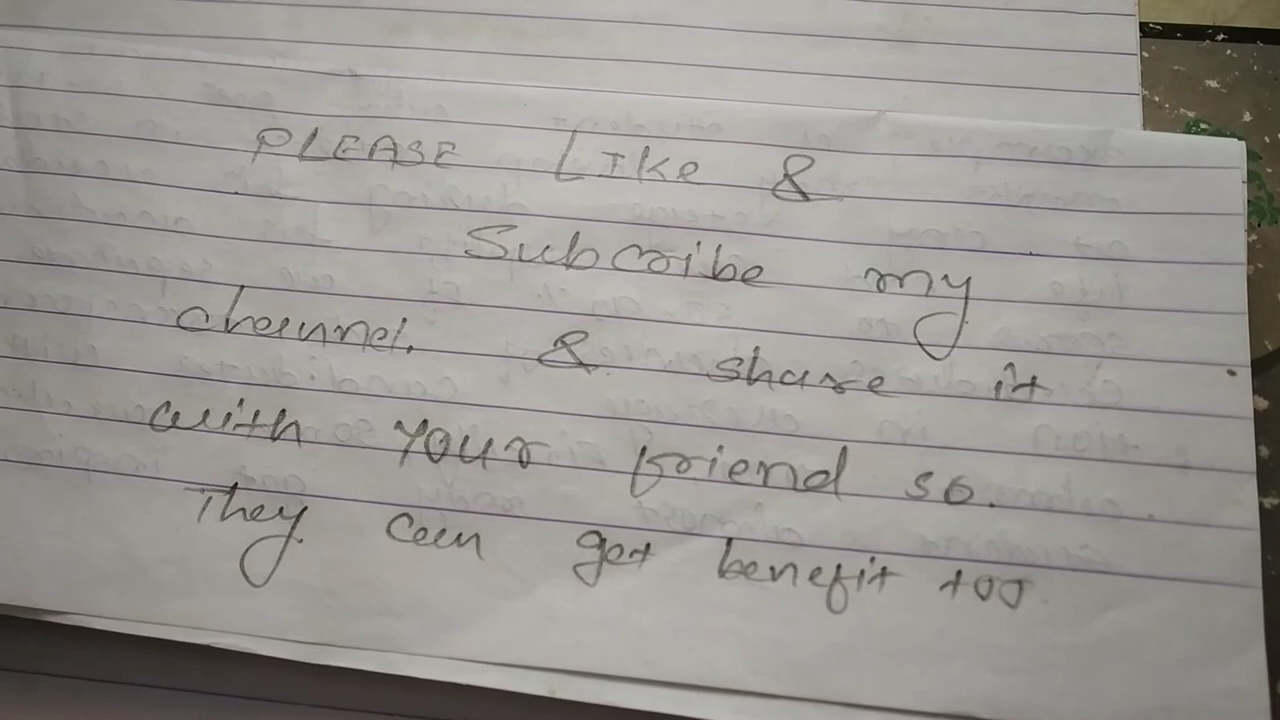 PLEASE LIKE &
Subcribe my
channel. & share it
with your friend so.
They can get benefit too